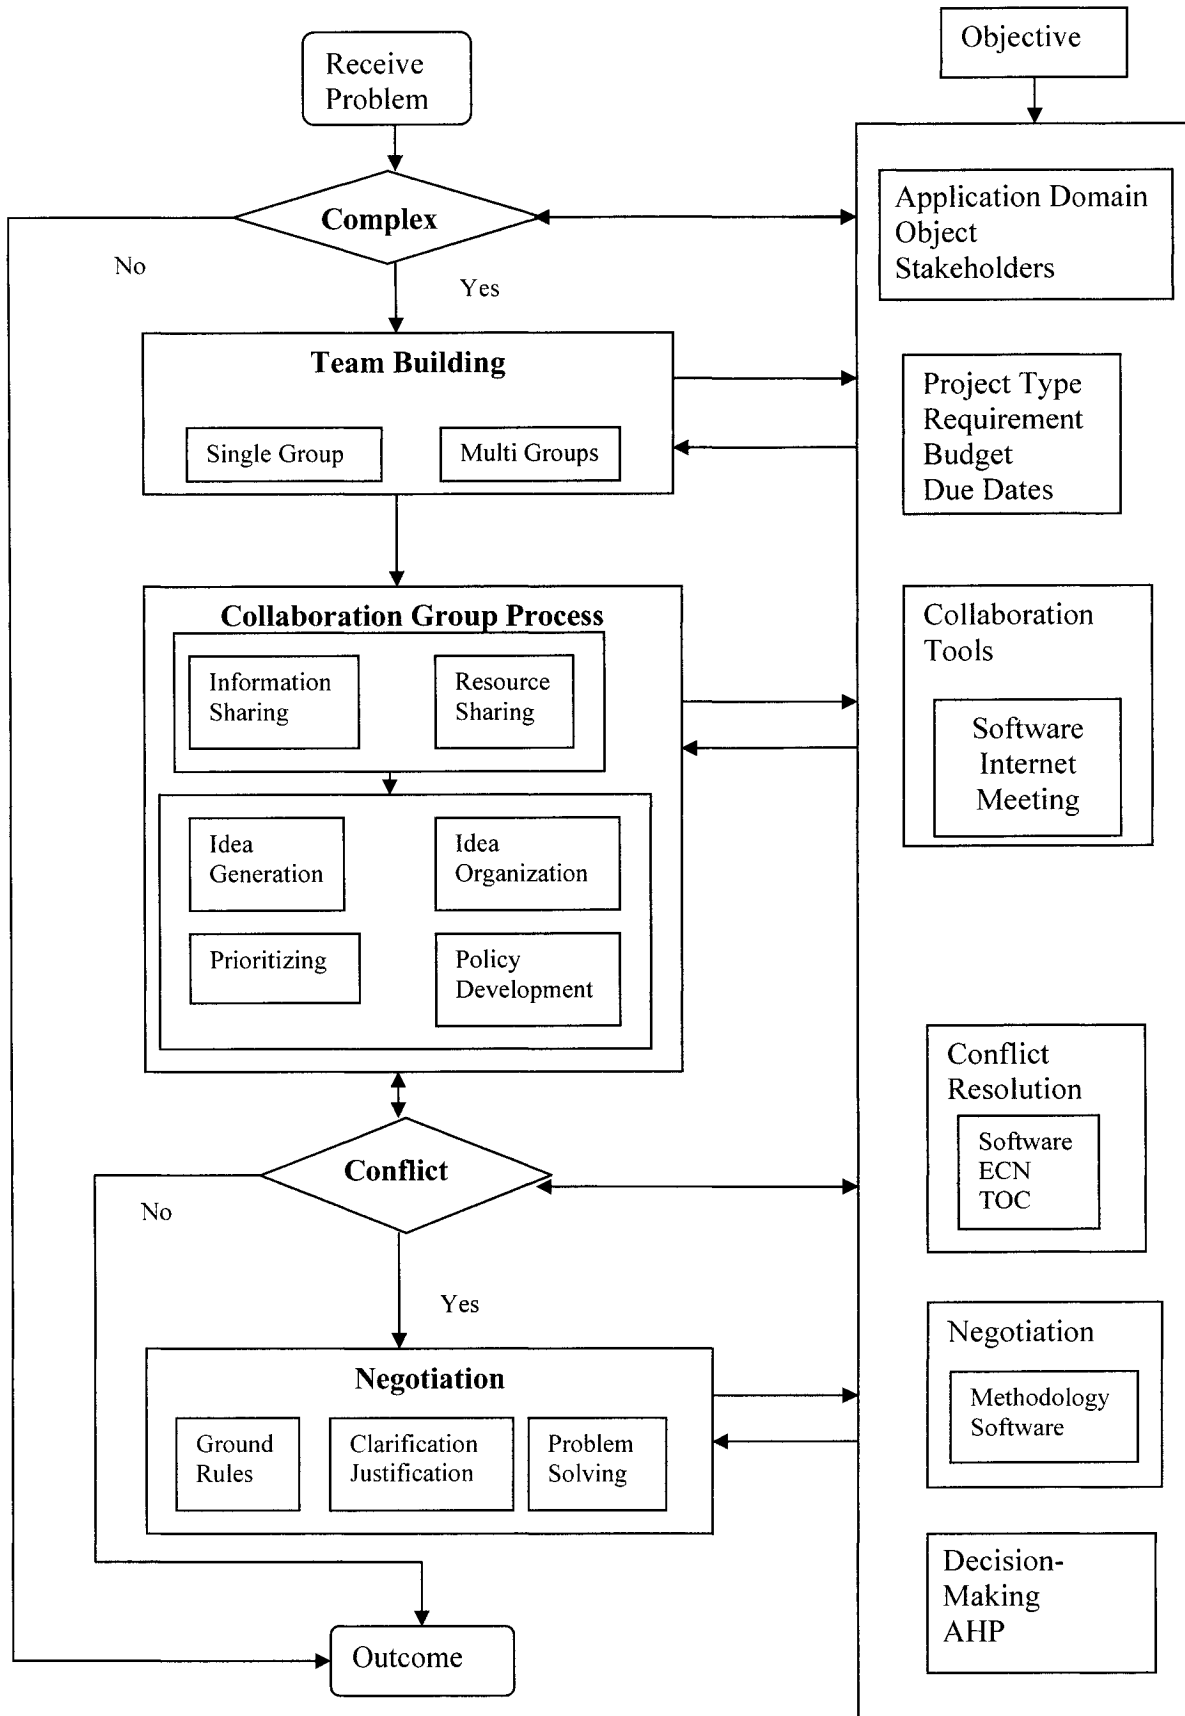 Receive
Problem
Complex
No
Yes
Team Building
Single Group
Multi Groups
Collaboration Group Process
Information
Sharing
Resource
Sharing
Idea
Generation
Idea
Organization
Prioritizing
Policy
Development
Conflict
No
Yes
Negotiation
Ground
Rules
Clarification
Justification
Problem
Solving
Outcome
Objective
Application Domain
Object
Stakeholders
Project Type
Requirement
Budget
Due Dates
Collaboration
Tools
Software
Internet
Meeting
Conflict
Resolution
Software
ECN
TOC
Negotiation
Methodology
Software
Decision-
Making
AHP